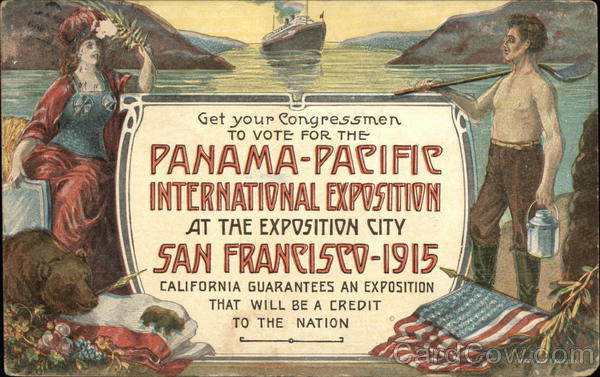 Get your Congressmen
TO VOTE FOR THE
PANAMA-PACIFIC
INTERNATIONAL EXPOSITION
AT THE EXPOSITION CITY
SAN FRANCISCO-1915
CALIFORNIA GUARANTEES AN EXPOSITION
THAT WILL BE A CREDIT
TO THE NATION
CardCow.com